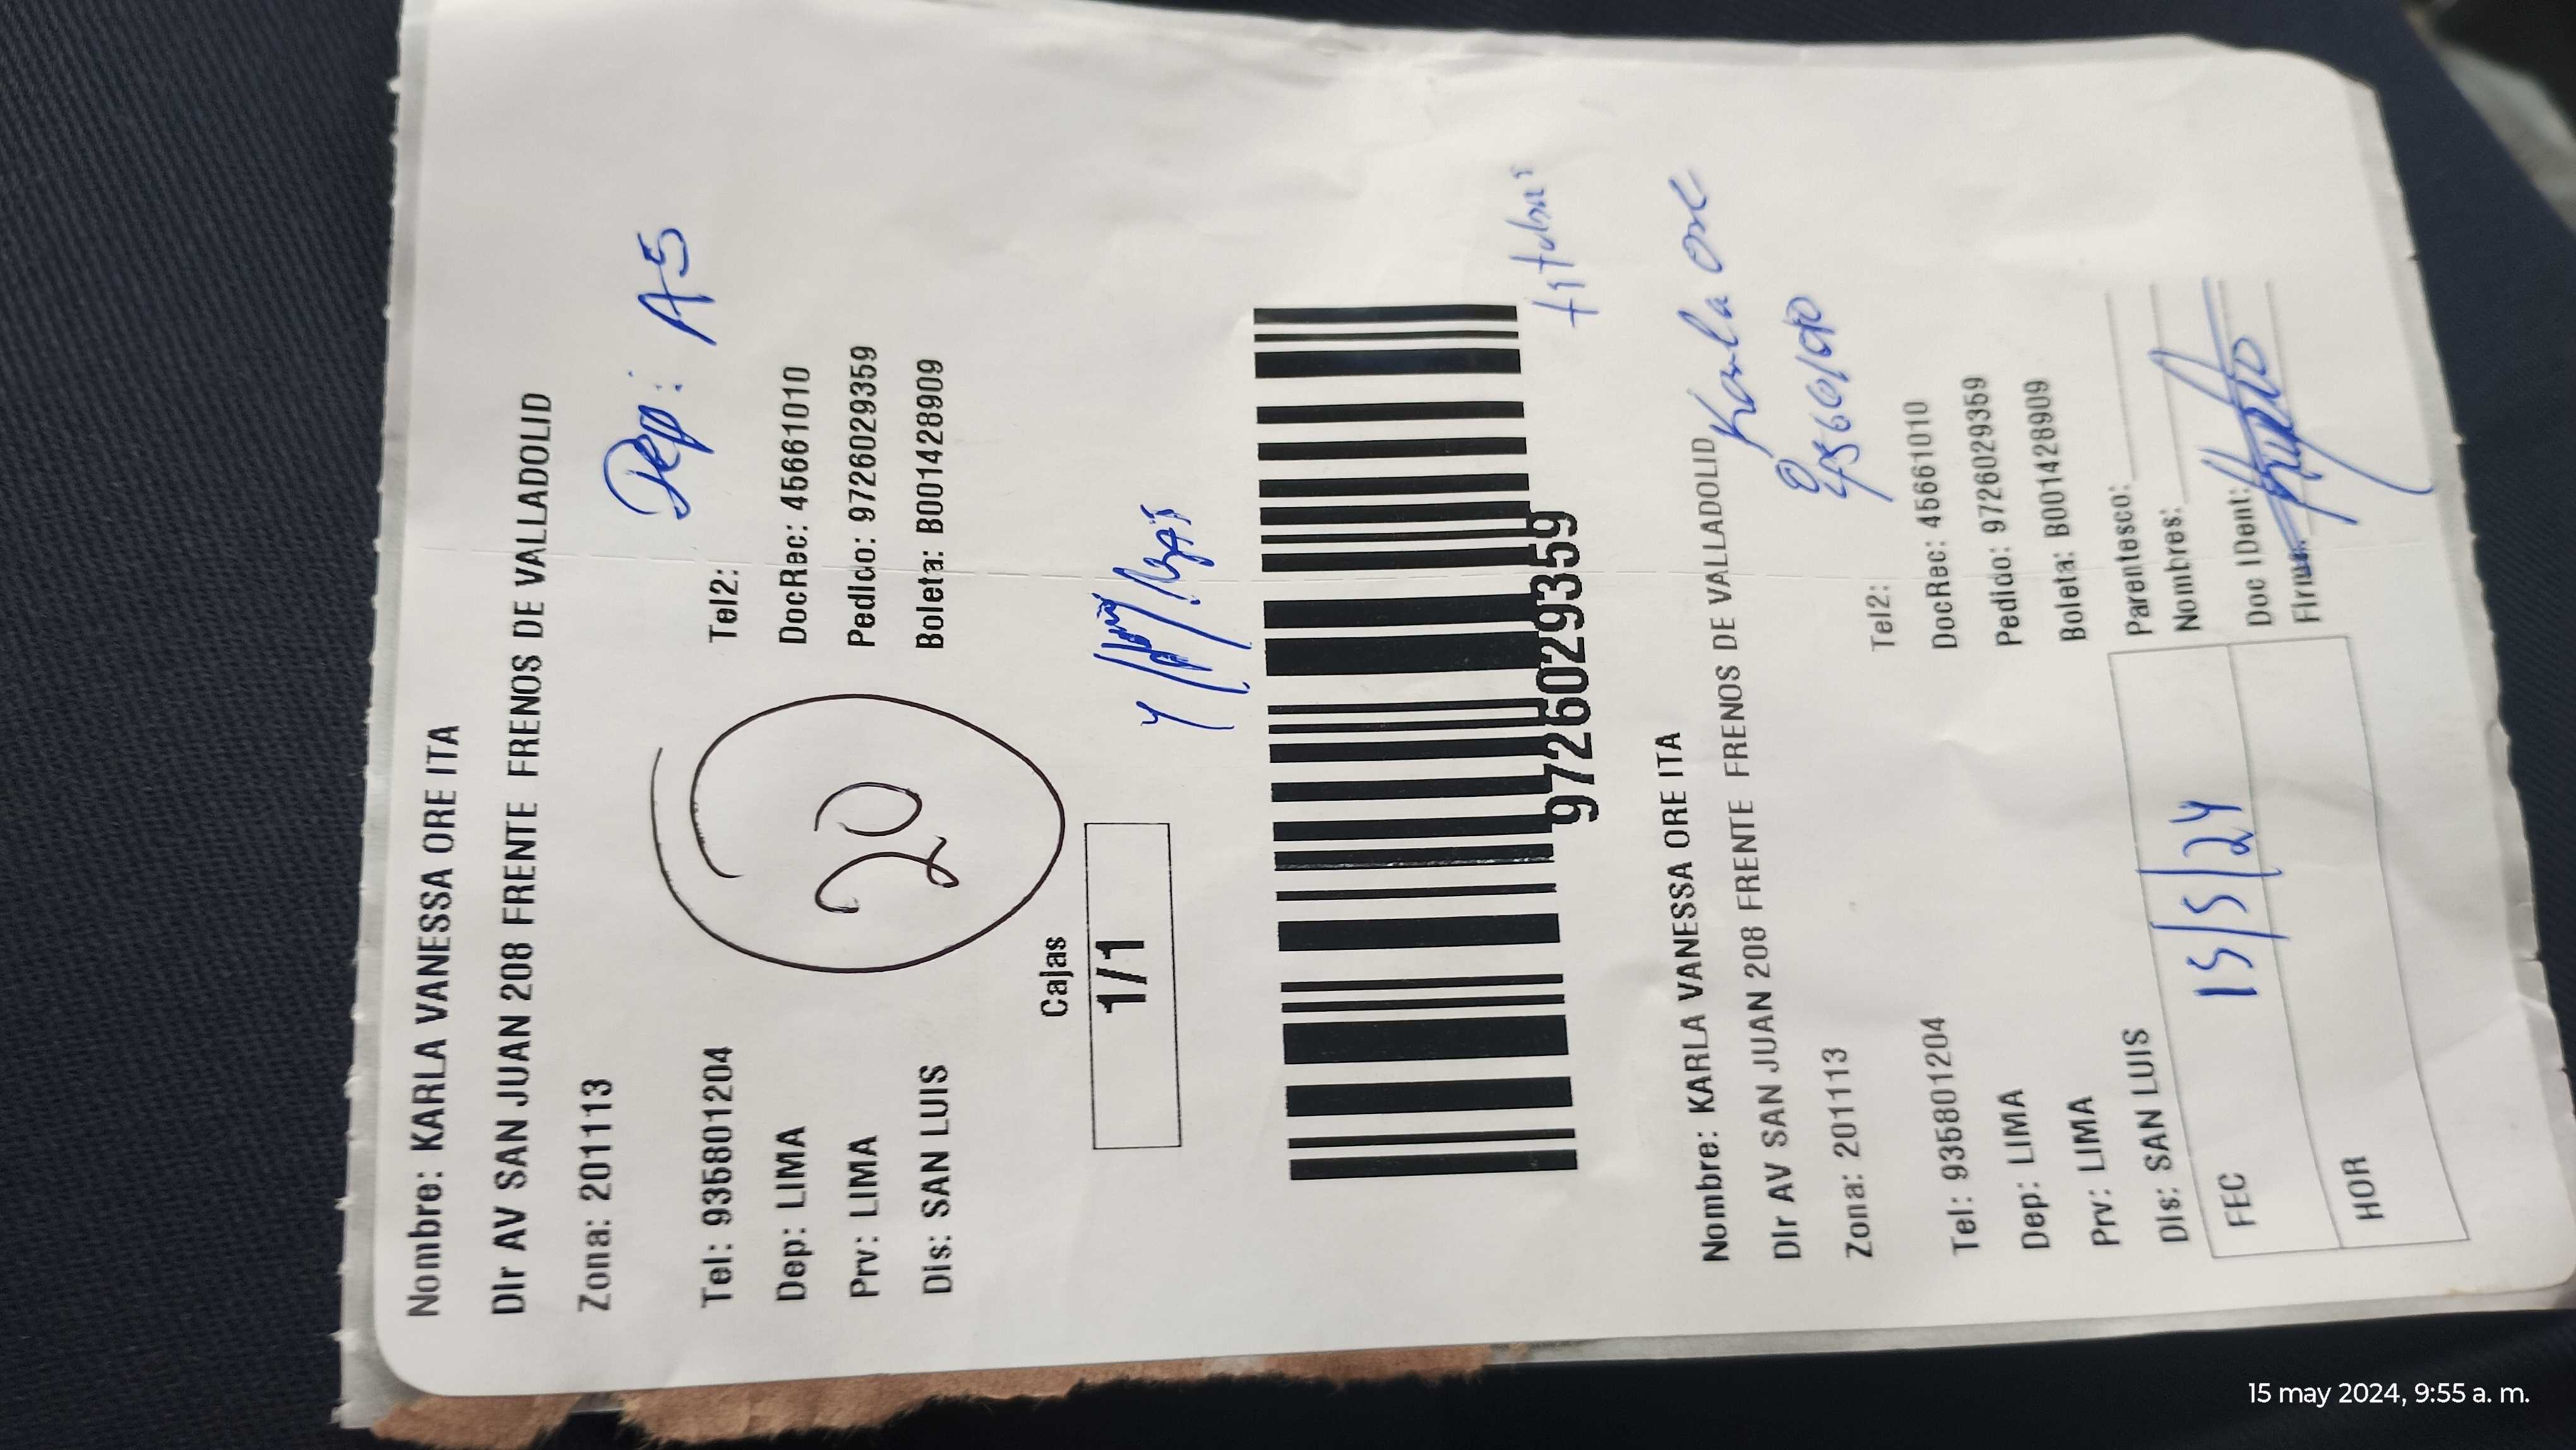 Nombre: KARLA VANESSA ORE ITA
Dir AV SAN JUAN 208 FRENTE FRENOS DE VALLADOLID
Zona: 201113
Dep: A5
Tel: 935801204
Tel2:
Dep: LIMA
DocRec: 45661010
Prv: LIMA
Pedido: 972602935​9
Dis: SAN LUIS
Boleta: B001428909
20
Cajas
1/1
9726029359
titular
Nombre: KARLA VANESSA ORE ITA
Dir AV SAN JUAN 208 FRENTE FRENOS DE VALLADOLID
Karla Ore
Zona: 201113
45661010
Tel: 935801204
Tel2:
Dep: LIMA
DocRec: 45661010
Prv: LIMA
Pedido: 9726029359
Dis: SAN LUIS
Boleta: B001428909
FEC
15/5/24
HOR
Parentesco:
Nombres:
Doc IDent:
Firma:
15 may 2024, 9:55 a. m.